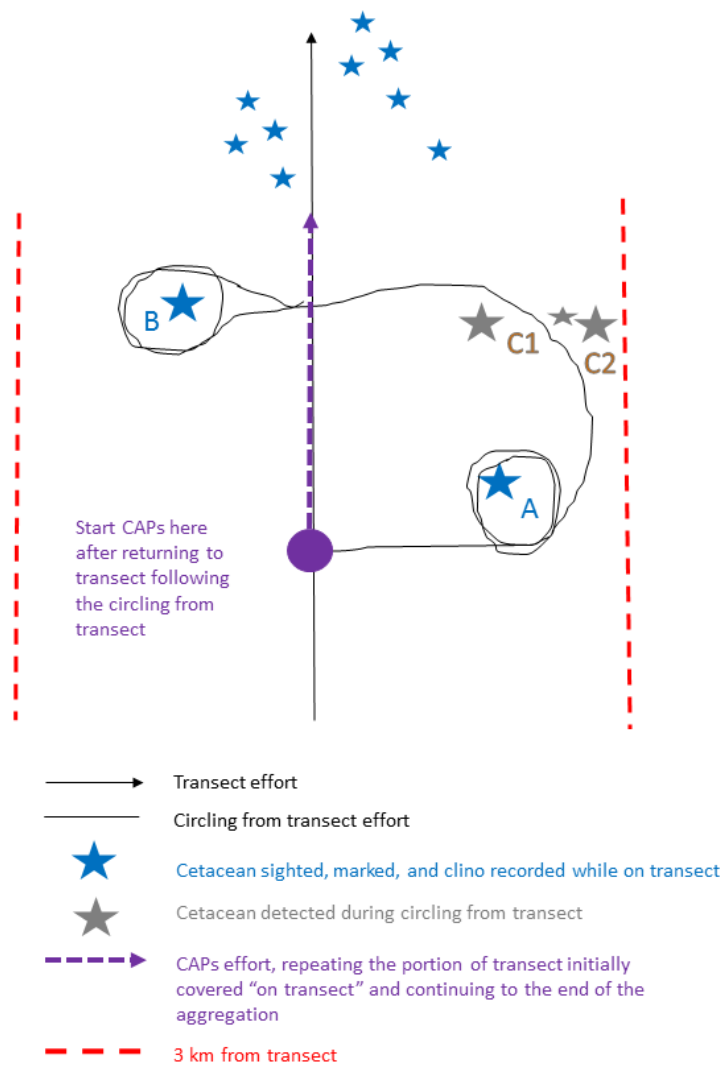 B
C1
C2
A
Start CAPs here
after returning to
transect following
the circling from
transect
Transect effort
Circling from transect effort
Cetacean sighted, marked, and clino recorded while on transect
Cetacean detected during circling from transect
CAPs effort, repeating the portion of transect initially
covered “on transect” and continuing to the end of the
aggregation
3 km from transect